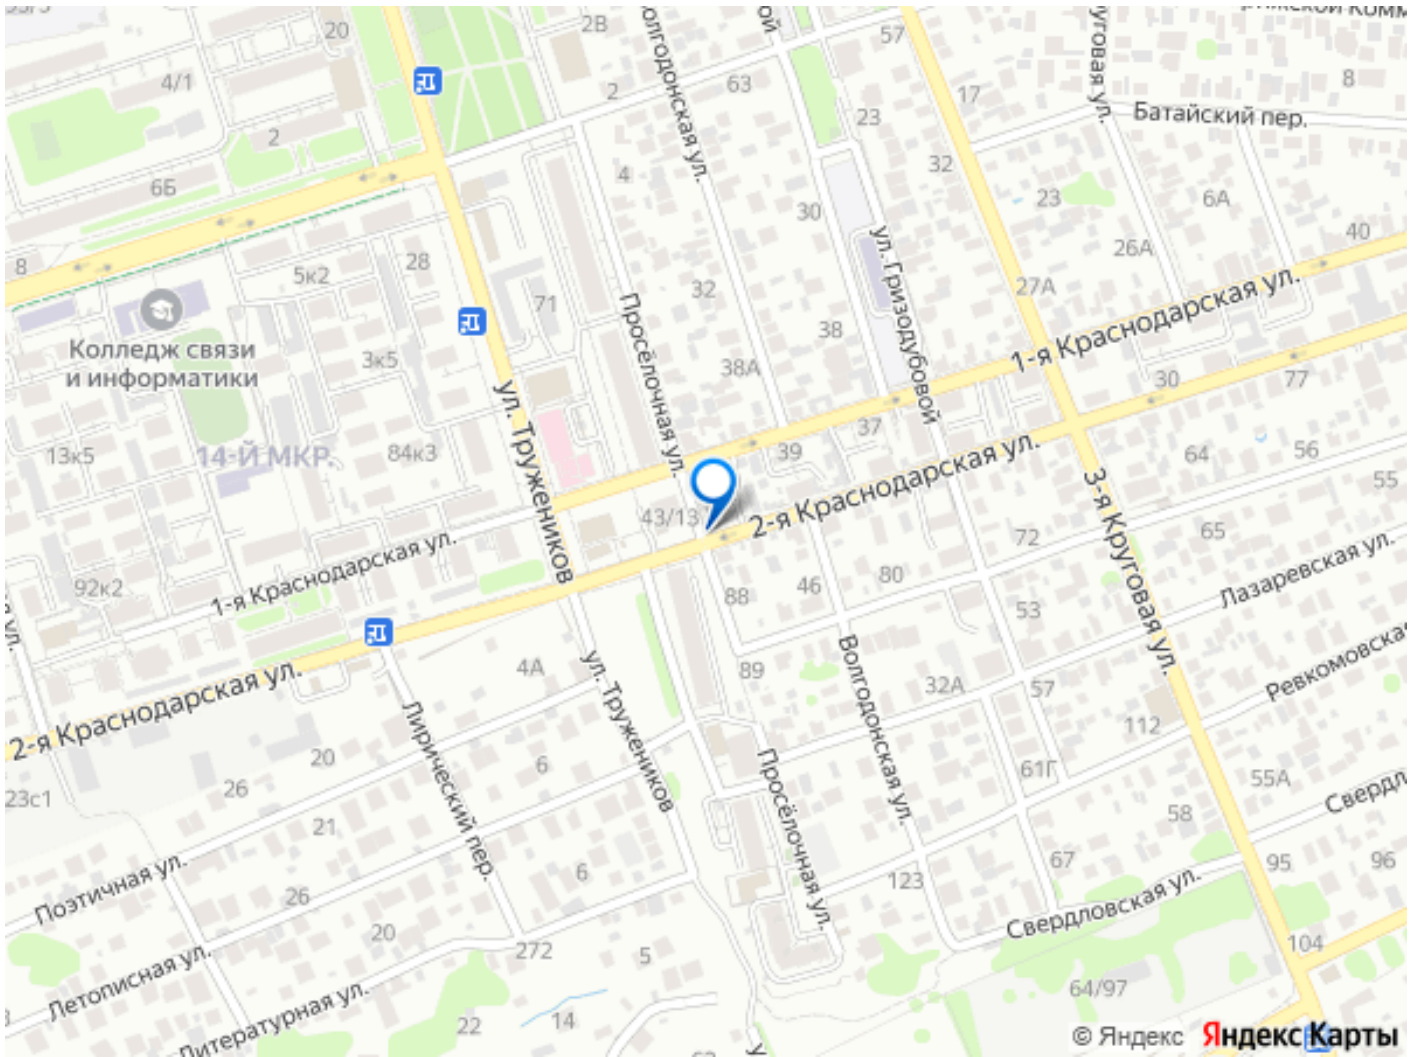 93/3
20
2В
57
4/1
2
63
17
8
Волгодонская ул.
Круговая ул.
Батайский пер.
23
2
32
6Б
4
23
6А
30
ул. Гризодубовой
40
26А
8
5к2
28
27А
71
32
1-я Краснодарская ул.
Просёлочная ул.
38
Колледж связи
и информатики
3к5
38А
30
77
ул. Тружеников
37
39
13к5
14-Й МКР.
84к3
64
56
55
2-я Краснодарская ул.
3-я Круговая ул.
43/13
65
72
1-я Краснодарская ул.
Лазаревская ул.
92к2
80
46
88
53
4А
89
32А
57
Ревкомовская
2-я Краснодарская ул.
ул. Тружеников
Волгодонская ул.
112
Лирический пер.
20
6
Просёлочная ул.
61Г
55А
26
23с1
58
21
67
95
96
6
123
Поэтичная ул.
26
Свердловская ул.
20
272
5
104
Летописная ул.
64/97
Литературная ул.
22
14
© Яндекс Яндекс Карты